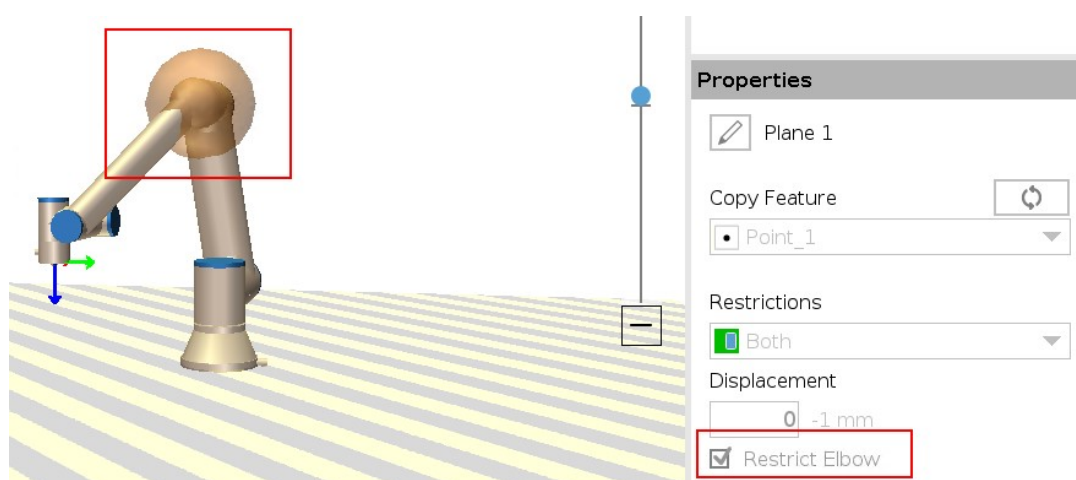 Properties
Plane 1
Copy Feature
Point_1
Restrictions
Both
Displacement
0 -1 mm
Restrict Elbow